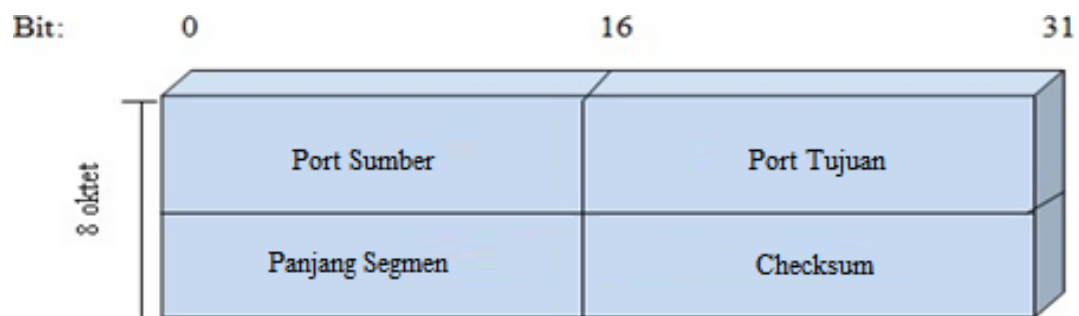 Bit: 0 16 31
8 oktet
Port Sumber Port Tujuan
Panjang Segmen Checksum